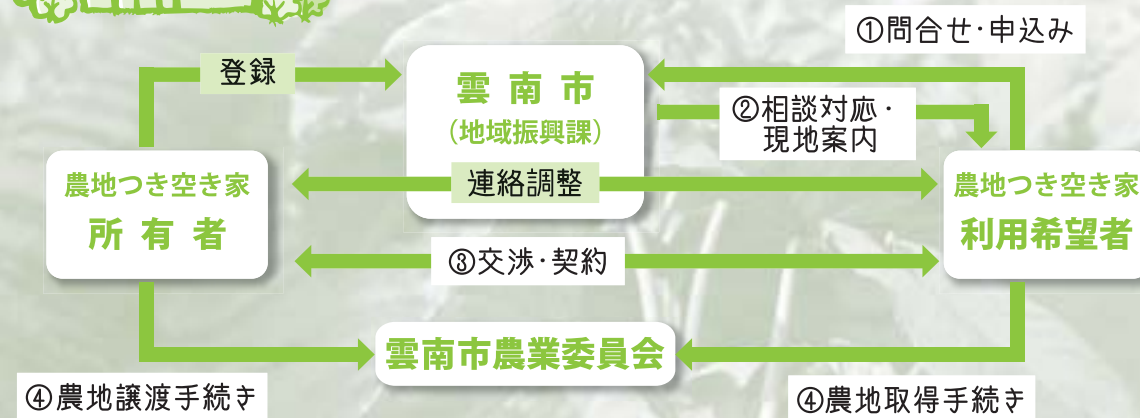 ①問合せ・申込み
登録
雲南市
(地域振興課)
②相談対応・
現地案内
農地つき空き家
所有者
連絡調整
農地つき空き家
利用希望者
③交渉・契約
雲南市農業委員会
④農地譲渡手続き
④農地取得手続き